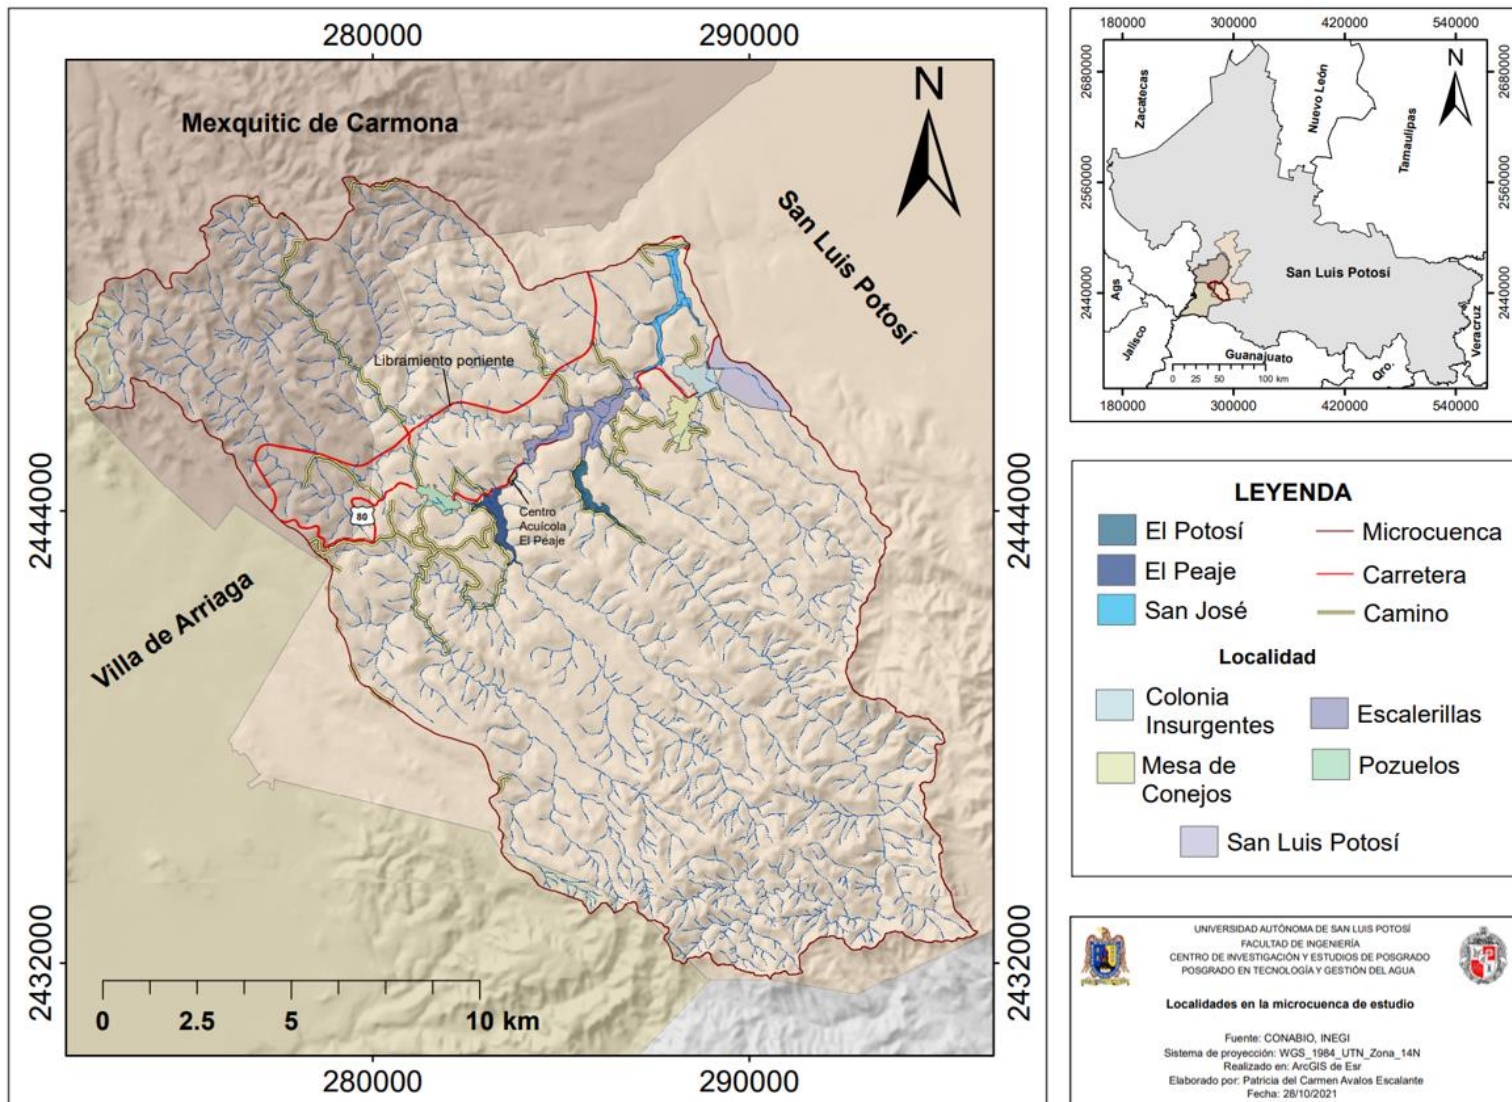 280000
290000
N
Mexquitic de Carmona
San Luis Potosí
Libramiento poniente
2444000
2444000
80
Centro
Acuícola
El Peaje
Villa de Arriaga
2432000
2432000
0 2.5 5 10 km
280000
290000
180000 300000 420000 540000
2680000
2680000
N
Zacatecas
Nuevo León
Tamaulipas
2560000
2560000
San Luis Potosí
2440000
2440000
Ags
Jalisco
Guanajuato
Qro.
Veracruz
0 25 50 100 km
180000 300000 420000 540000
LEYENDA
El Potosí
Microcuenca
El Peaje
Carretera
San José
Camino
Localidad
Colonia
Insurgentes
Escalerillas
Mesa de
Conejos
Pozuelos
San Luis Potosí
UNIVERSIDAD AUTÓNOMA DE SAN LUIS POTOSÍ
FACULTAD DE INGENIERÍA
CENTRO DE INVESTIGACIÓN Y ESTUDIOS DE POSGRADO
POSGRADO EN TECNOLOGÍA Y GESTIÓN DEL AGUA
Localidades en la microcuenca de estudio
Fuente: CONABIO, INEGI
Sistema de proyección: WGS_1984_UTN_Zona_14N
Realizado en: ArcGIS de Esr
Elaborado por: Patricia del Carmen Avalos Escalante
Fecha: 28/10/2021